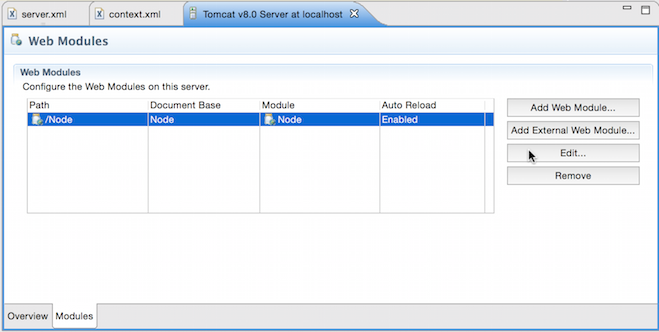 server.xml context.xml Tomcat v8.0 Server at localhost
Web Modules
Web Modules
Configure the Web Modules on this server.
Path Document Base Module Auto Reload
/Node Node Node Enabled
Add Web Module...
Add External Web Module...
Edit...
Remove
Overview Modules